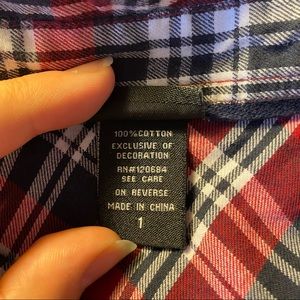 100%COTTON
EXCLUSIVE OF
DECORATION
RN#120684
SEE CARE
ON REVERSE
MADE IN CHINA
1